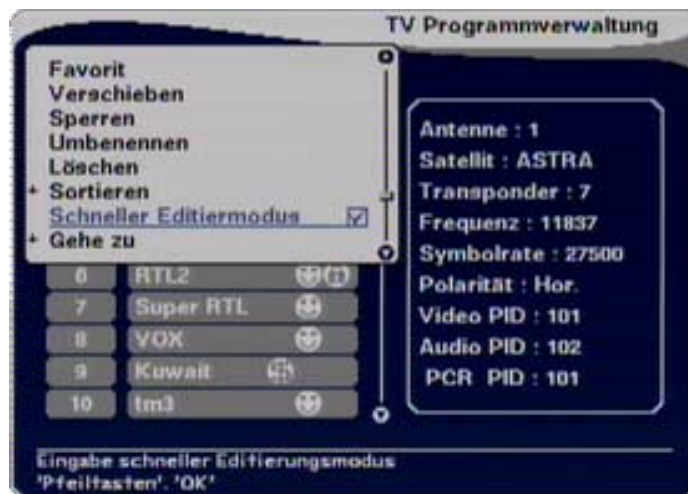 TV Programmverwaltung
Favorit
Verschieben
Sperren
Umbenennen
Löschen
+ Sortieren
Schneller Editiermodus
+ Gehe zu
6 RTL2
7 Super RTL
8 VOX
9 Kuwait
10 tm3
Antenne : 1
Satellit : ASTRA
Transponder : 7
Frequenz : 11837
Symbolrate : 27500
Polarität : Hor.
Video PID : 101
Audio PID : 102
PCR PID : 101
Eingabe schneller Editierungsmodus
'Pfeiltasten'. 'OK'